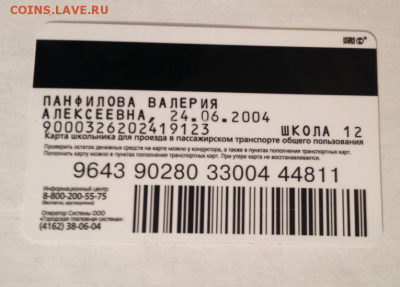 COINS.LAVE.RU
ПАНФИЛОВА ВАЛЕРИЯ
АЛЕКСЕЕВНА, 24.06.2004
9000326202419123 ШКОЛА 12
Карта школьника для проезда в пассажирском транспорте общего пользования
Проверить остаток денежных средств на карте можно у кондуктора, а также в пунктах пополнения транспортных карт.
Пополнить карту можно в пунктах пополнения транспортных карт. При утере карта не восстанавливается.
9643 90280 33004 44811
Информационный центр:
8-800-200-55-75
(бесплатно, круглосуточно)
Оператор Системы ООО
«Городская платежная система»
(4162) 38-06-04